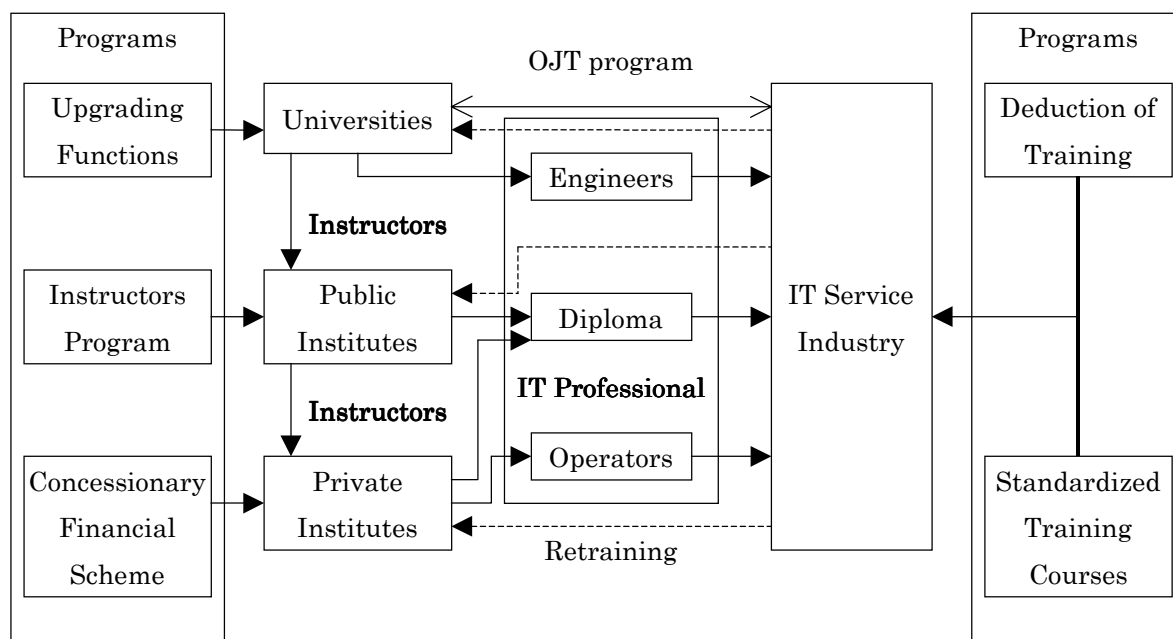 Programs
Upgrading
Functions
Instructors
Program
Concessionary
Financial
Scheme
OJT program
Universities
Engineers
Instructors
Public
Institutes
Diploma
IT Professional
Instructors
Private
Institutes
Operators
Retraining
IT Service
Industry
Programs
Deduction of
Training
Standardized
Training
Courses